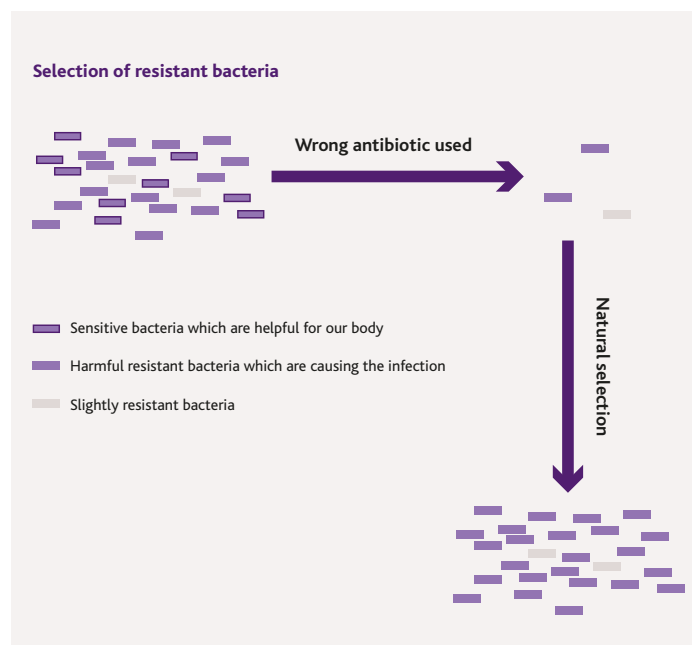 Selection of resistant bacteria
Wrong antibiotic used
Natural selection
Sensitive bacteria which are helpful for our body
Harmful resistant bacteria which are causing the infection
Slightly resistant bacteria